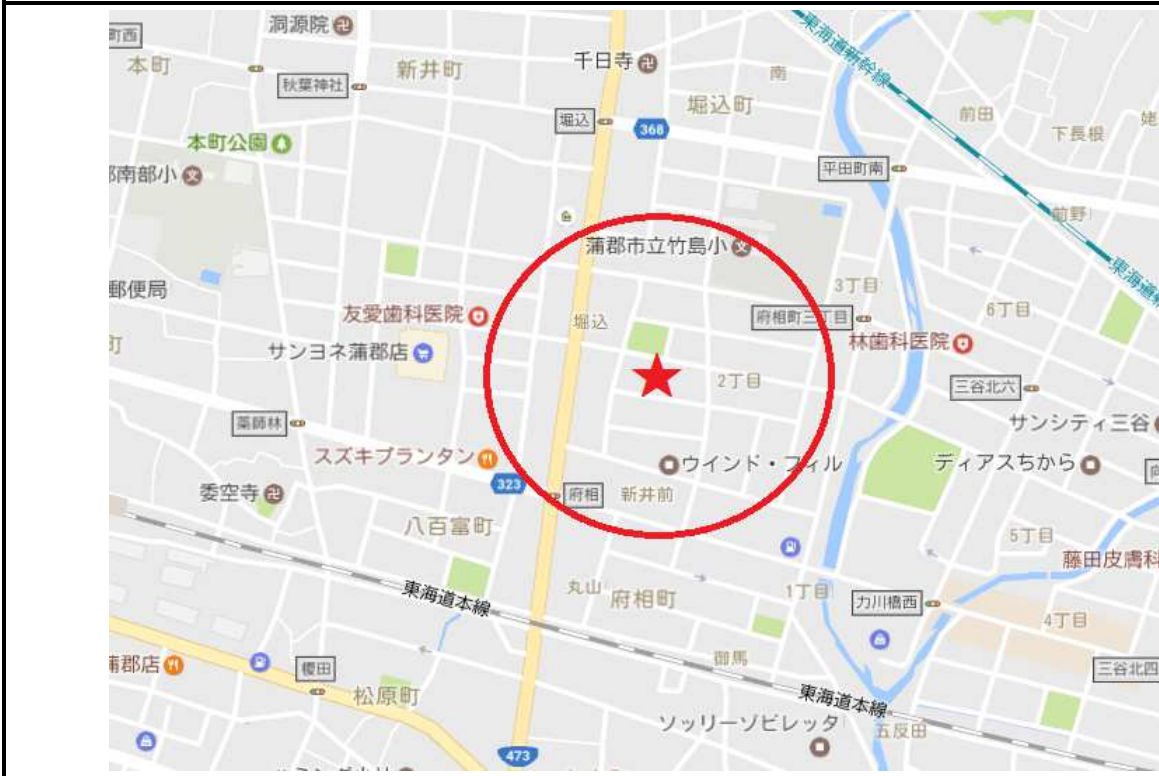 洞源院
町西
本町
新井町
千日寺
南
東海道新幹線
秋葉神社
堀込町
前田
姥
堀込
368
下長根
本町公園
部南部小
平田町南
前野
蒲郡市立竹島小
東海道新
郵便局
3丁目
6丁目
友愛歯科医院
堀込
府相町三丁目
町
サンヨネ蒲郡店
林歯科医院
2丁目
三谷北六
薬師林
サンシティ三谷
スズキプランタン
ウインド・フィル
ディアスちから
向
委空寺
323
府相
新井前
八百富町
5丁目
藤田皮膚科
東海道本線
丸山
府相町
1丁目
力川橋西
4丁目
蒲郡店
榎田
御馬
三谷北四
松原町
東海道本線
ソッリーソビレッタ
五反田
473